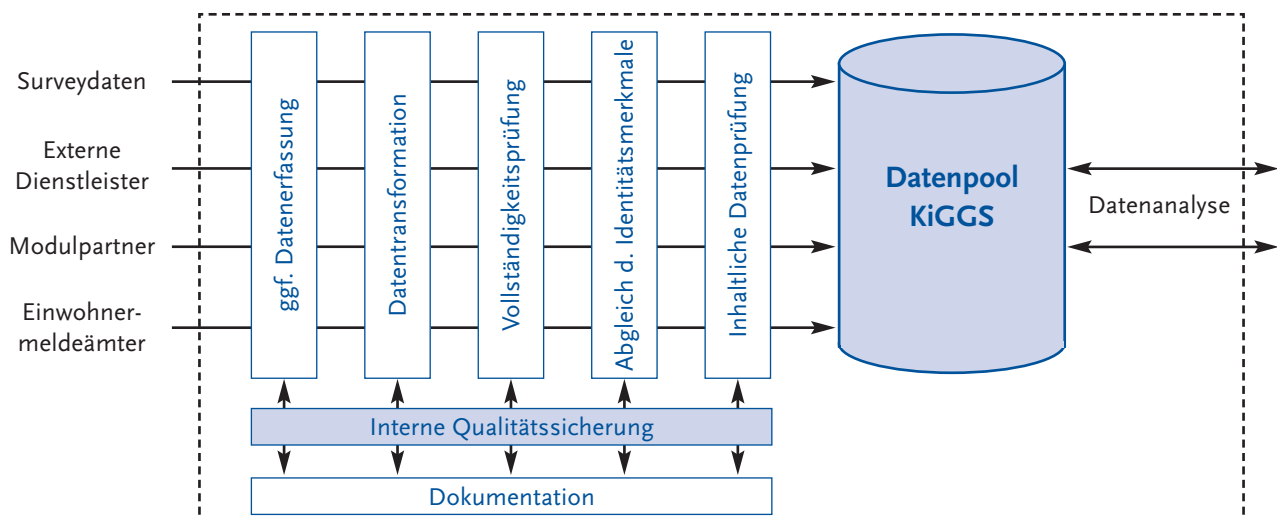 Surveydaten
Externe
Dienstleister
Modulpartner
Einwohner-
meldeämter
ggf. Datenerfassung
Datentransformation
Vollständigkeitsprüfung
Abgleich d. Identitätsmerkmale
Inhaltliche Datenprüfung
Datenpool
KiGGS
Datenanalyse
Interne Qualitätssicherung
Dokumentation